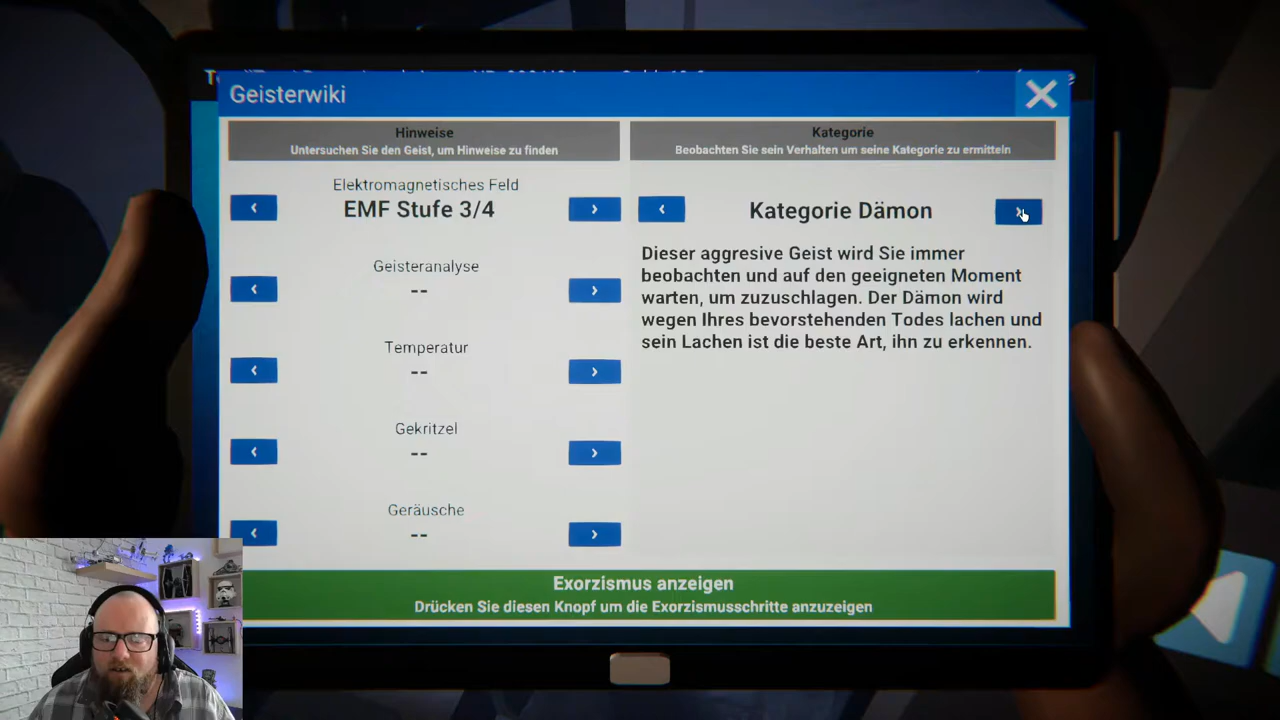 Geisterwiki
Hinweise
Untersuchen Sie den Geist, um Hinweise zu finden
Kategorie
Beobachten Sie sein Verhalten um seine Kategorie zu ermitteln
Elektromagnetisches Feld
EMF Stufe 3/4
Geisteranalyse
--
Temperatur
--
Gekritzel
--
Geräusche
--
Kategorie Dämon
Dieser aggresive Geist wird Sie immer
beobachten und auf den geeigneten Moment
warten, um zuzuschlagen. Der Dämon wird
wegen Ihres bevorstehenden Todes lachen und
sein Lachen ist die beste Art, ihn zu erkennen.
Exorzismus anzeigen
Drücken Sie diesen Knopf um die Exorzismusschritte anzuzeigen